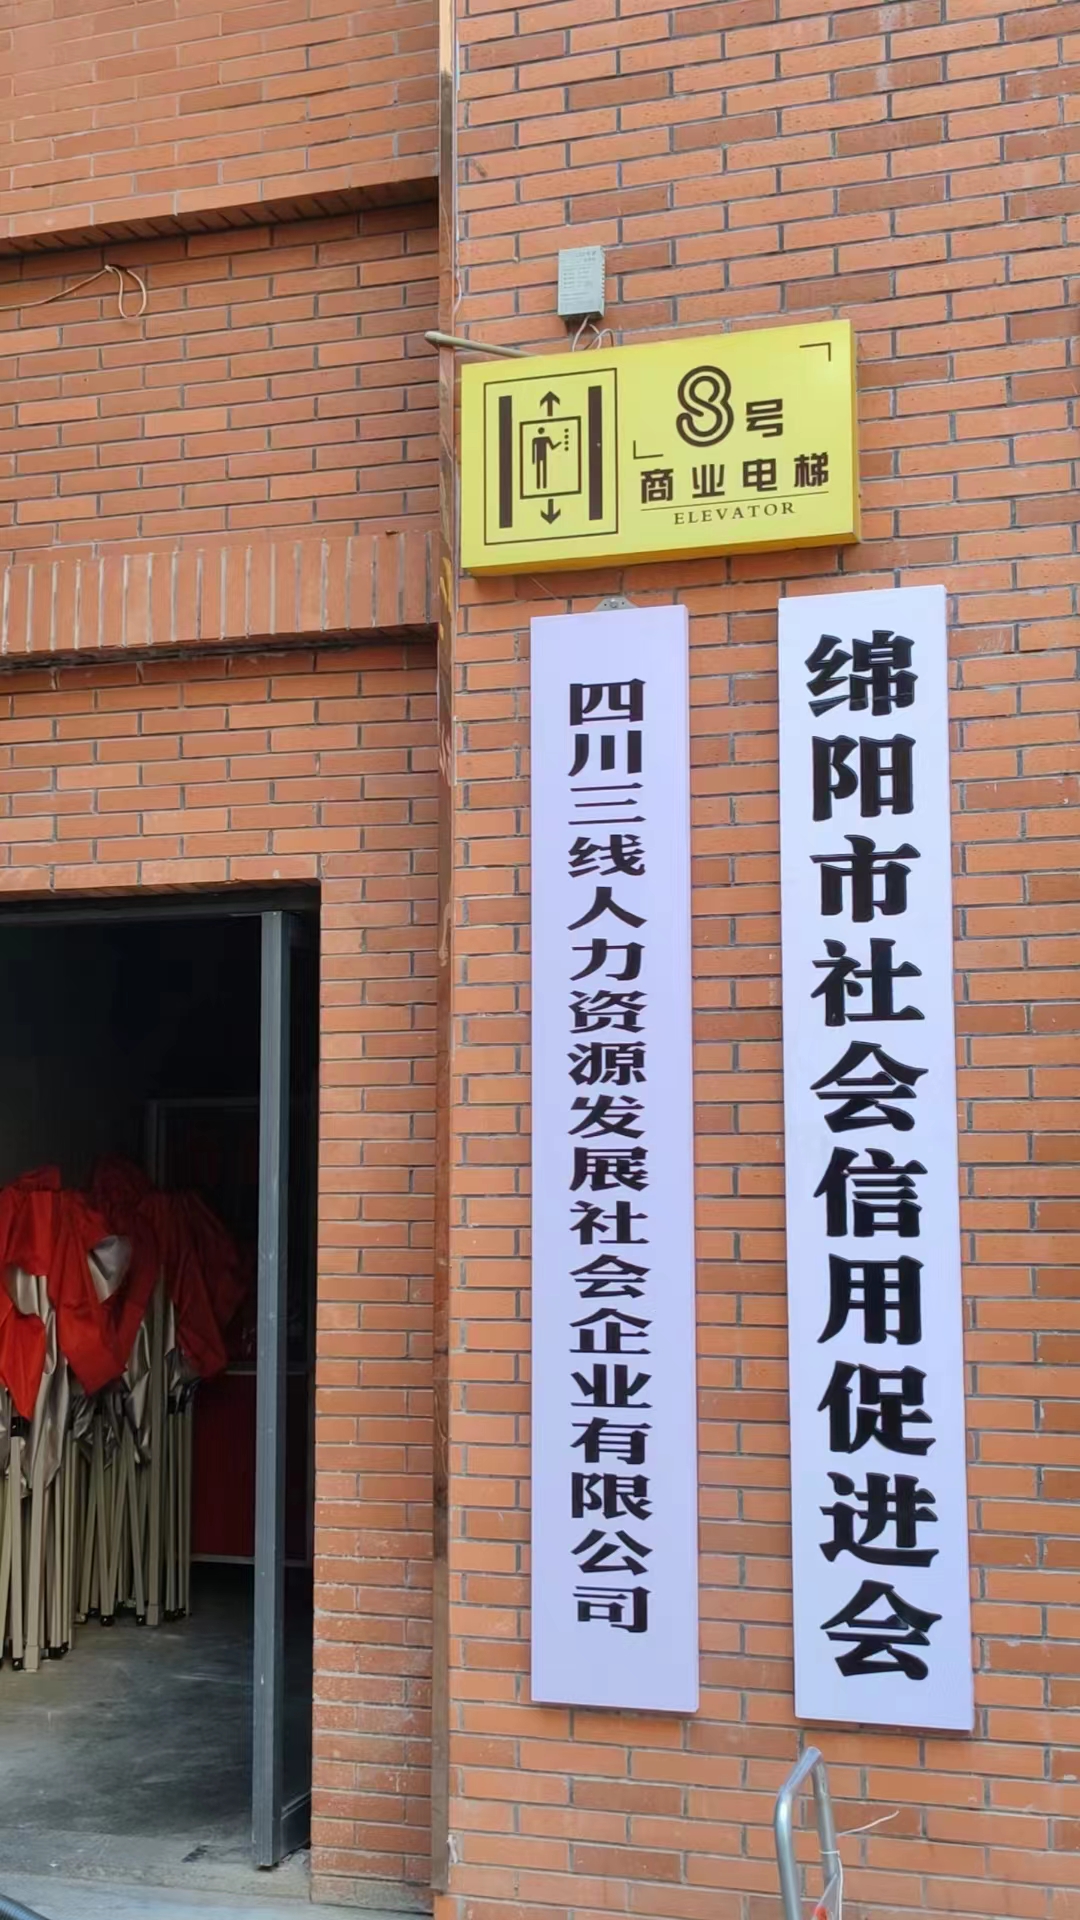 8号
商业电梯
ELEVATOR
绵阳市社会信用促进会
四川三线人力资源发展社会企业有限公司